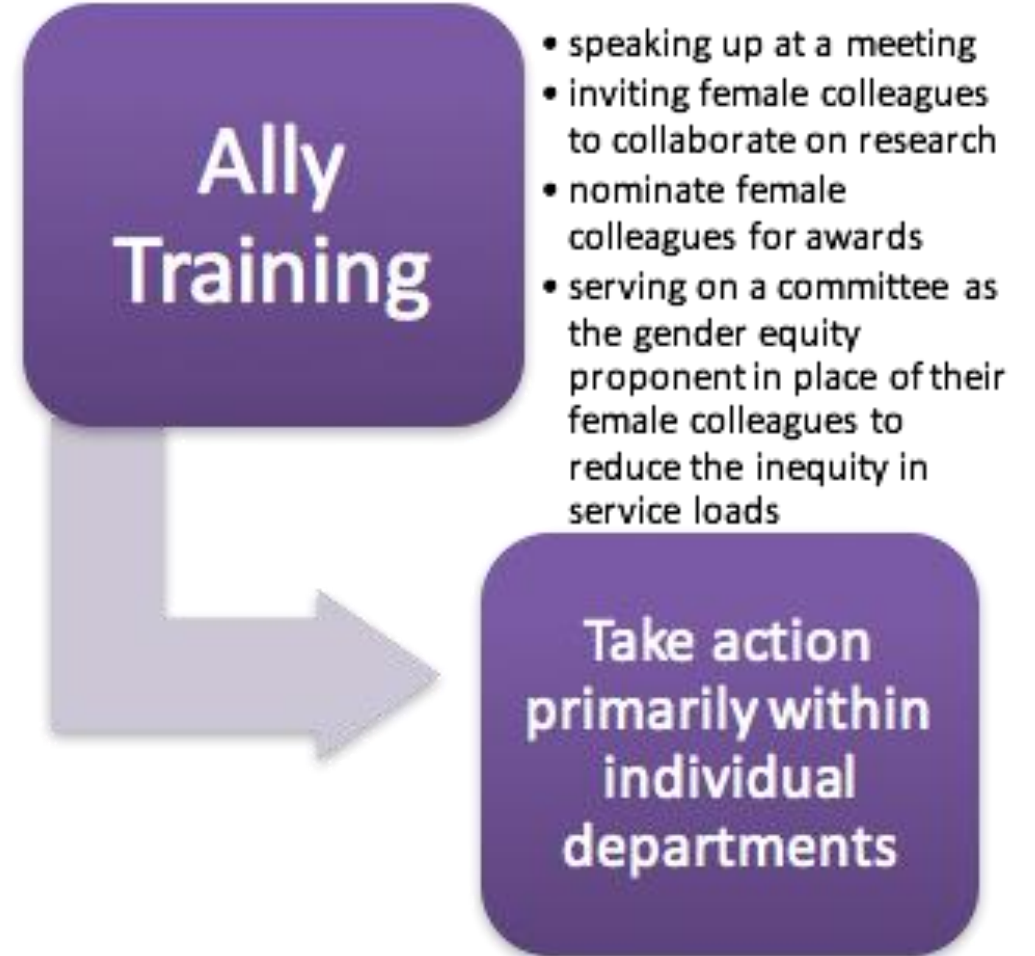 Ally
Training
• speaking up at a meeting
• inviting female colleagues
to collaborate on research
• nominate female
colleagues for awards
• serving on a committee as
the gender equity
proponent in place of their
female colleagues to
reduce the inequity in
service loads
Take action
primarily within
individual
departments